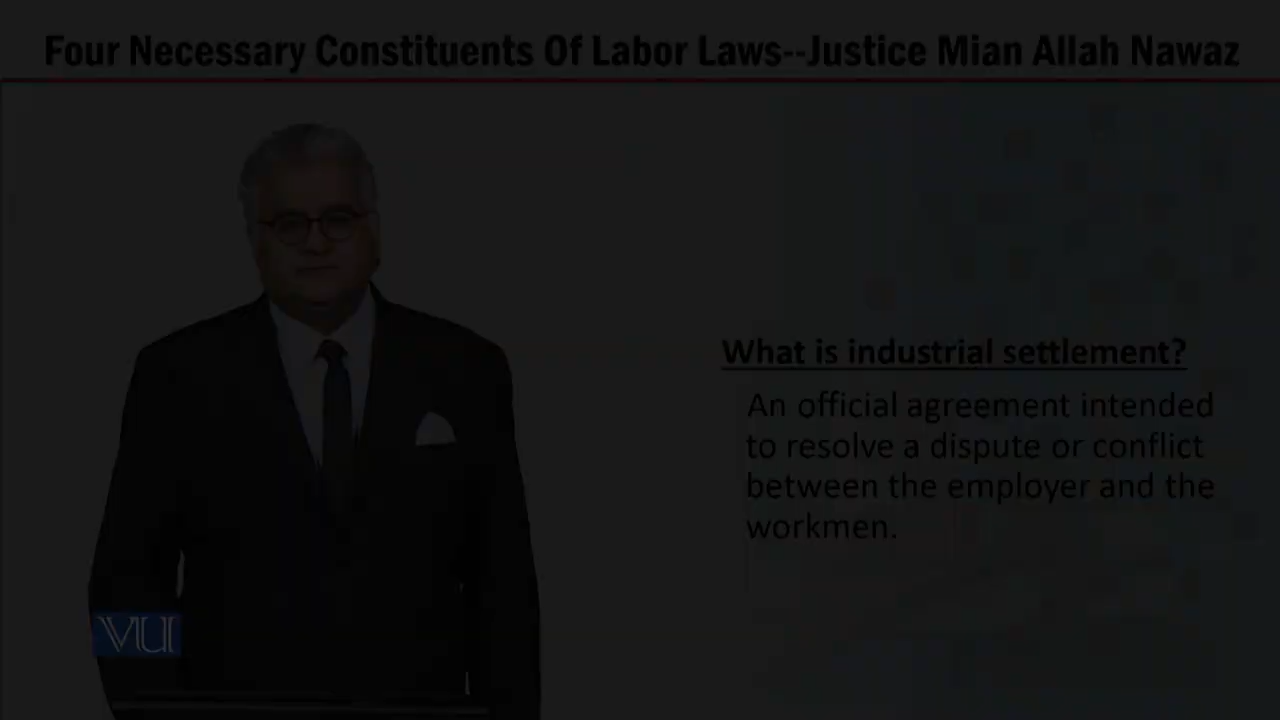 Four Necessary Constituents Of Labor Laws--Justice Mian Allah Nawaz
What is industrial settlement?
An official agreement intended
to resolve a dispute or conflict
between the employer and the
workmen.
VU